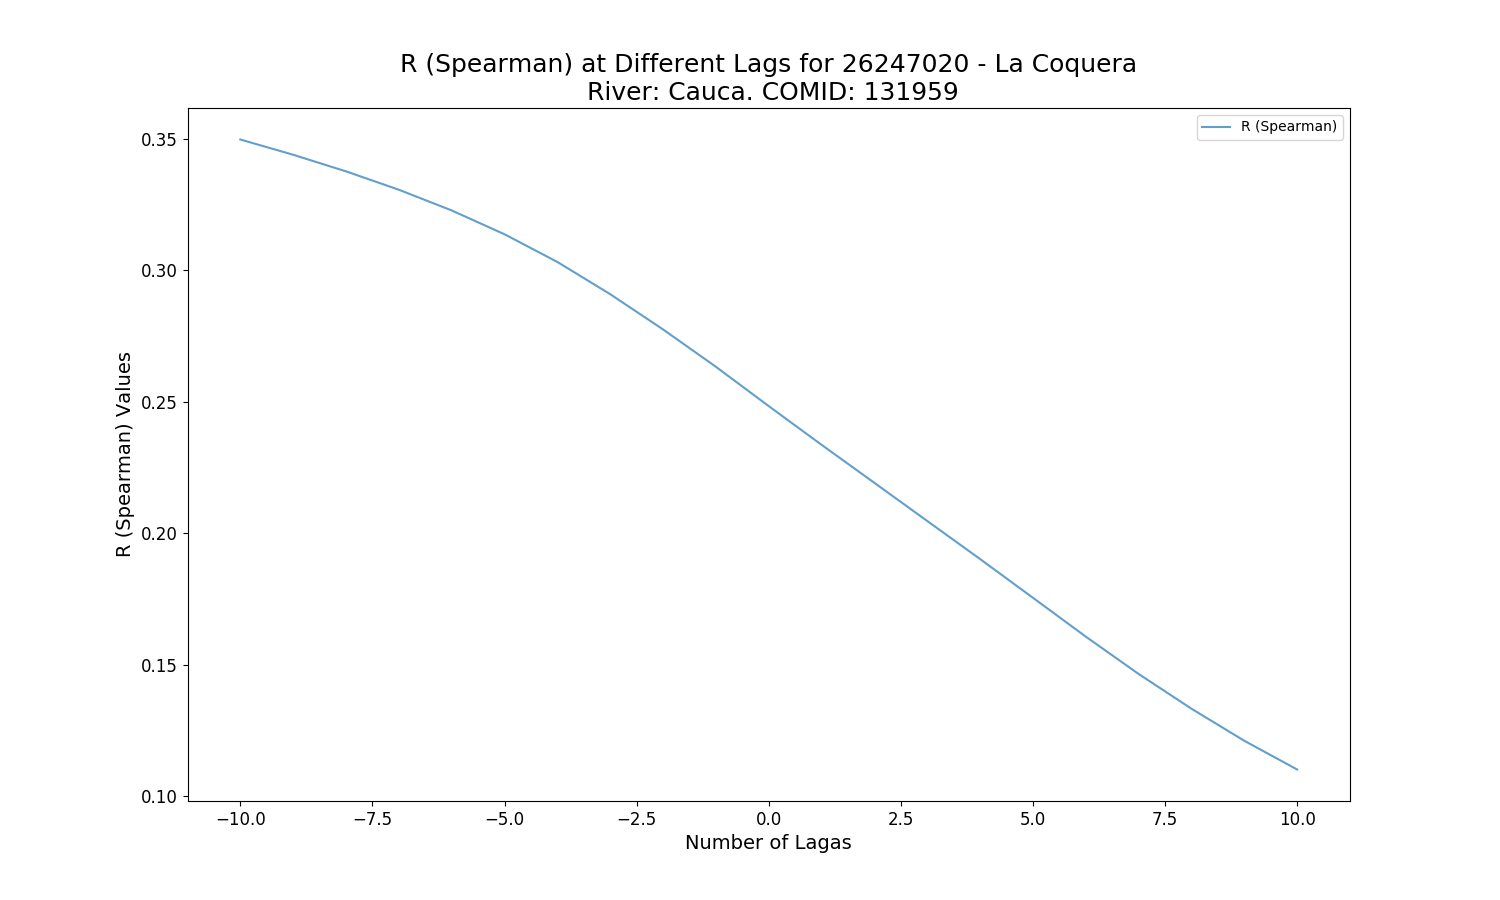 R (Spearman) at Different Lags for 26247020 - La Coquera
River: Cauca. COMID: 131959
R (Spearman)
0.35
0.30
0.25
0.20
0.15
0.10
R (Spearman) Values
−10.0 −7.5 −5.0 −2.5 0.0 2.5 5.0 7.5 10.0
Number of Lagas